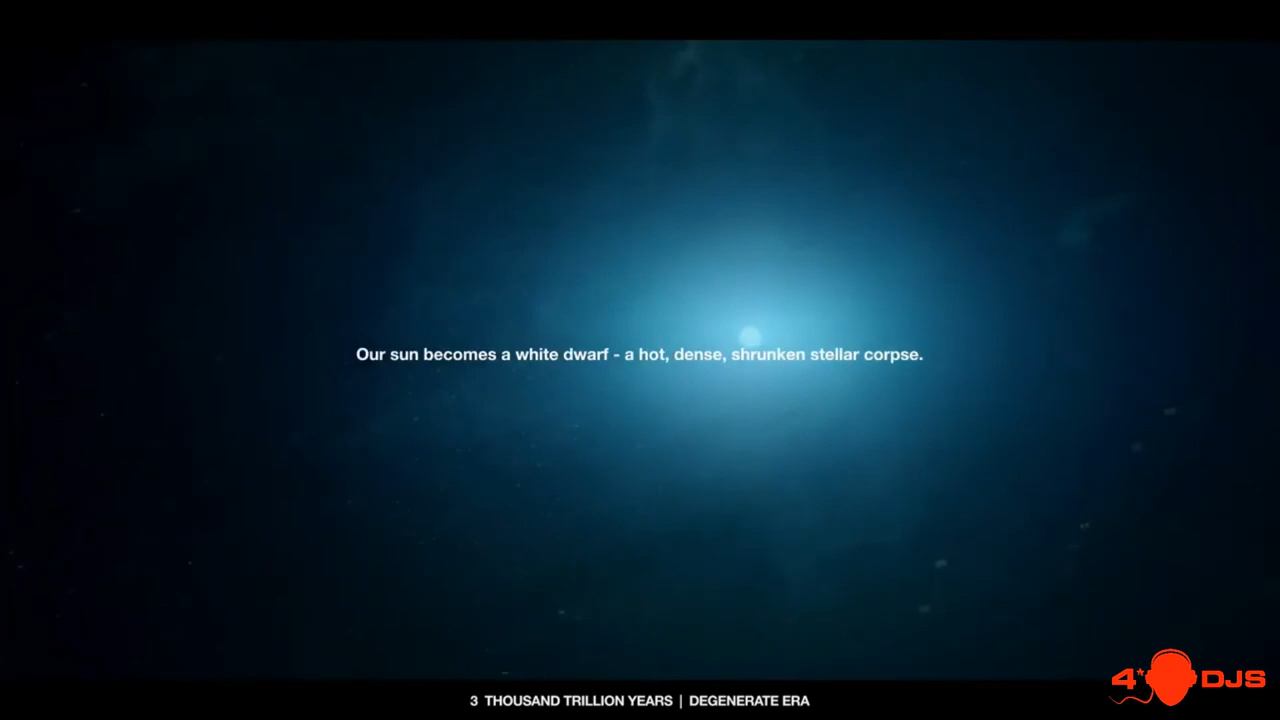 Our sun becomes a white dwarf - a hot, dense, shrunken stellar corpse.
3 THOUSAND TRILLION YEARS | DEGENERATE ERA
4* DJS